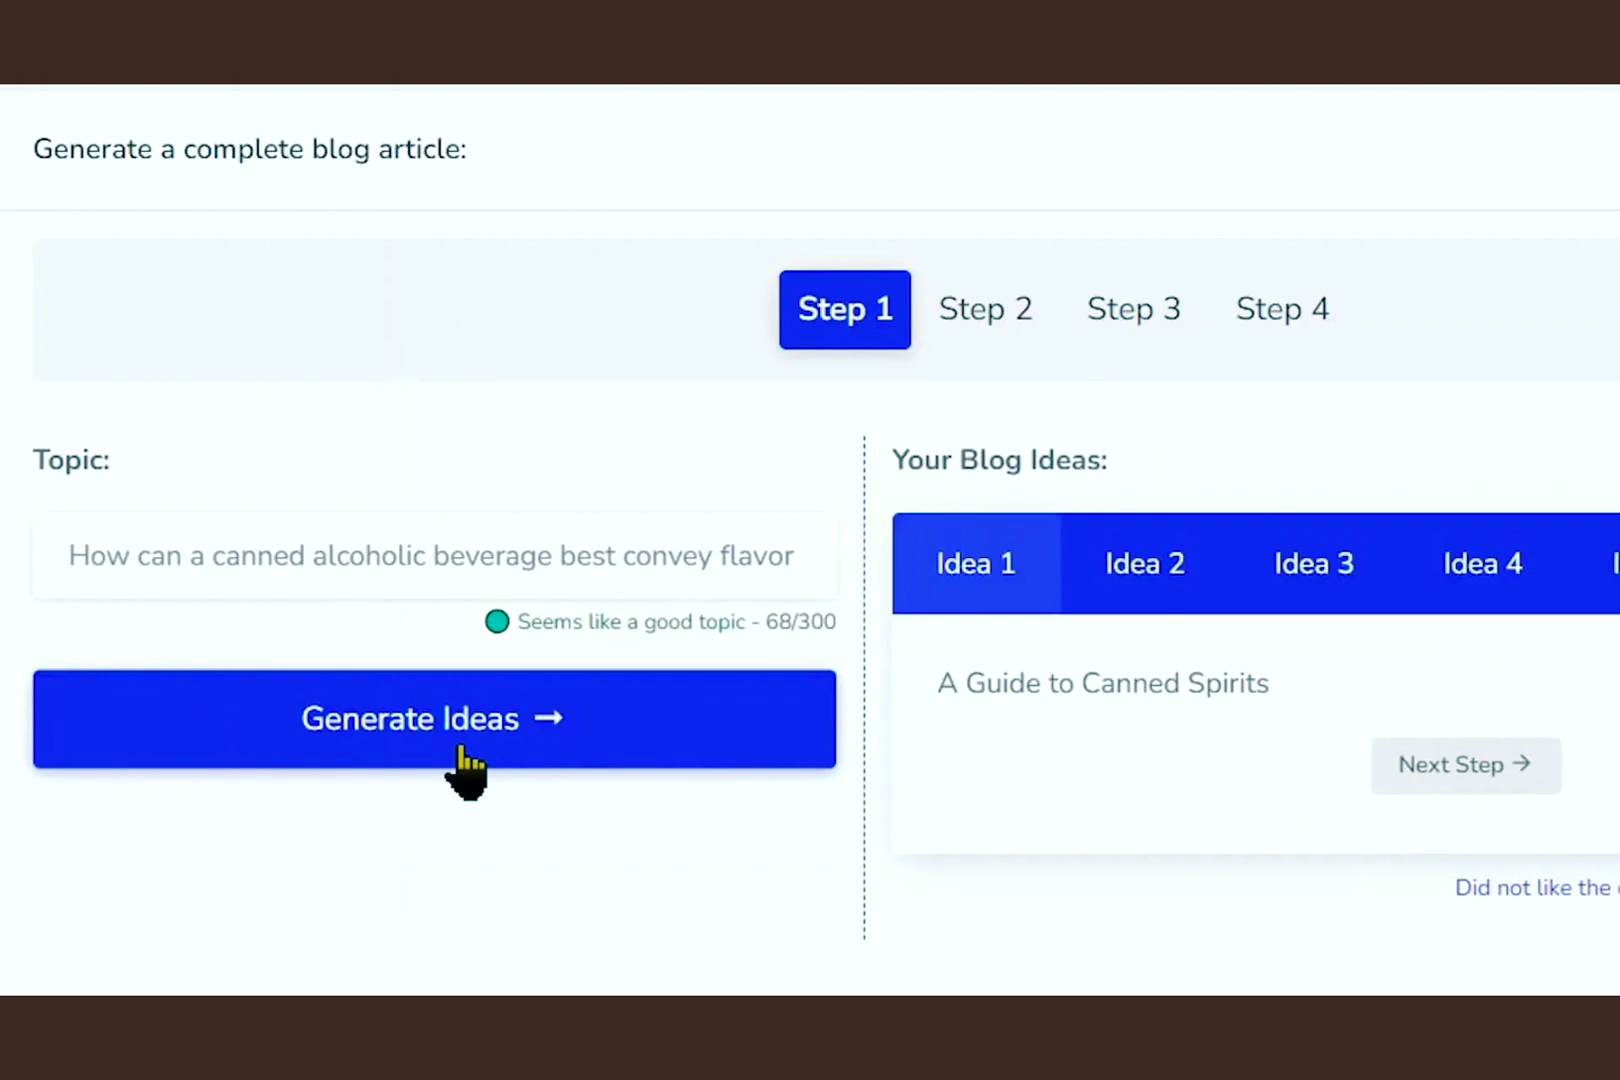 Generate a complete blog article:
Step 1 Step 2 Step 3 Step 4
Topic:
How can a canned alcoholic beverage best convey flavor
Seems like a good topic - 68/300
Generate Ideas →
Your Blog Ideas:
Idea 1 Idea 2 Idea 3 Idea 4
A Guide to Canned Spirits
Next Step →
Did not like the